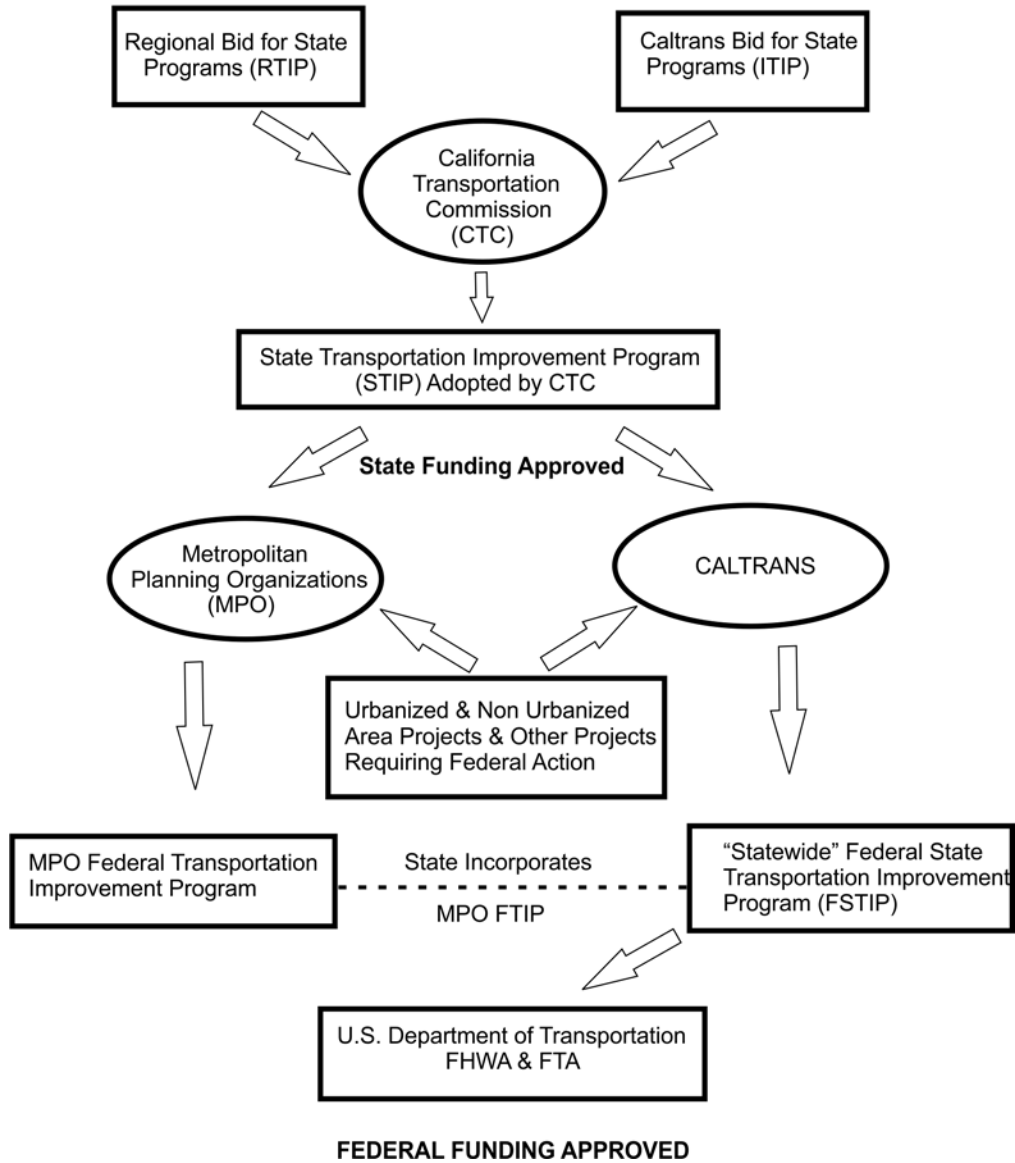 Regional Bid for State
Programs (RTIP)
Caltrans Bid for State
Programs (ITIP)
California
Transportation
Commission
(CTC)
State Transportation Improvement Program
(STIP) Adopted by CTC
State Funding Approved
Metropolitan
Planning Organizations
(MPO)
CALTRANS
Urbanized & Non Urbanized
Area Projects & Other Projects
Requiring Federal Action
MPO Federal Transportation
Improvement Program
State Incorporates
MPO FTIP
“Statewide” Federal State
Transportation Improvement
Program (FSTIP)
U.S. Department of Transportation
FHWA & FTA
FEDERAL FUNDING APPROVED